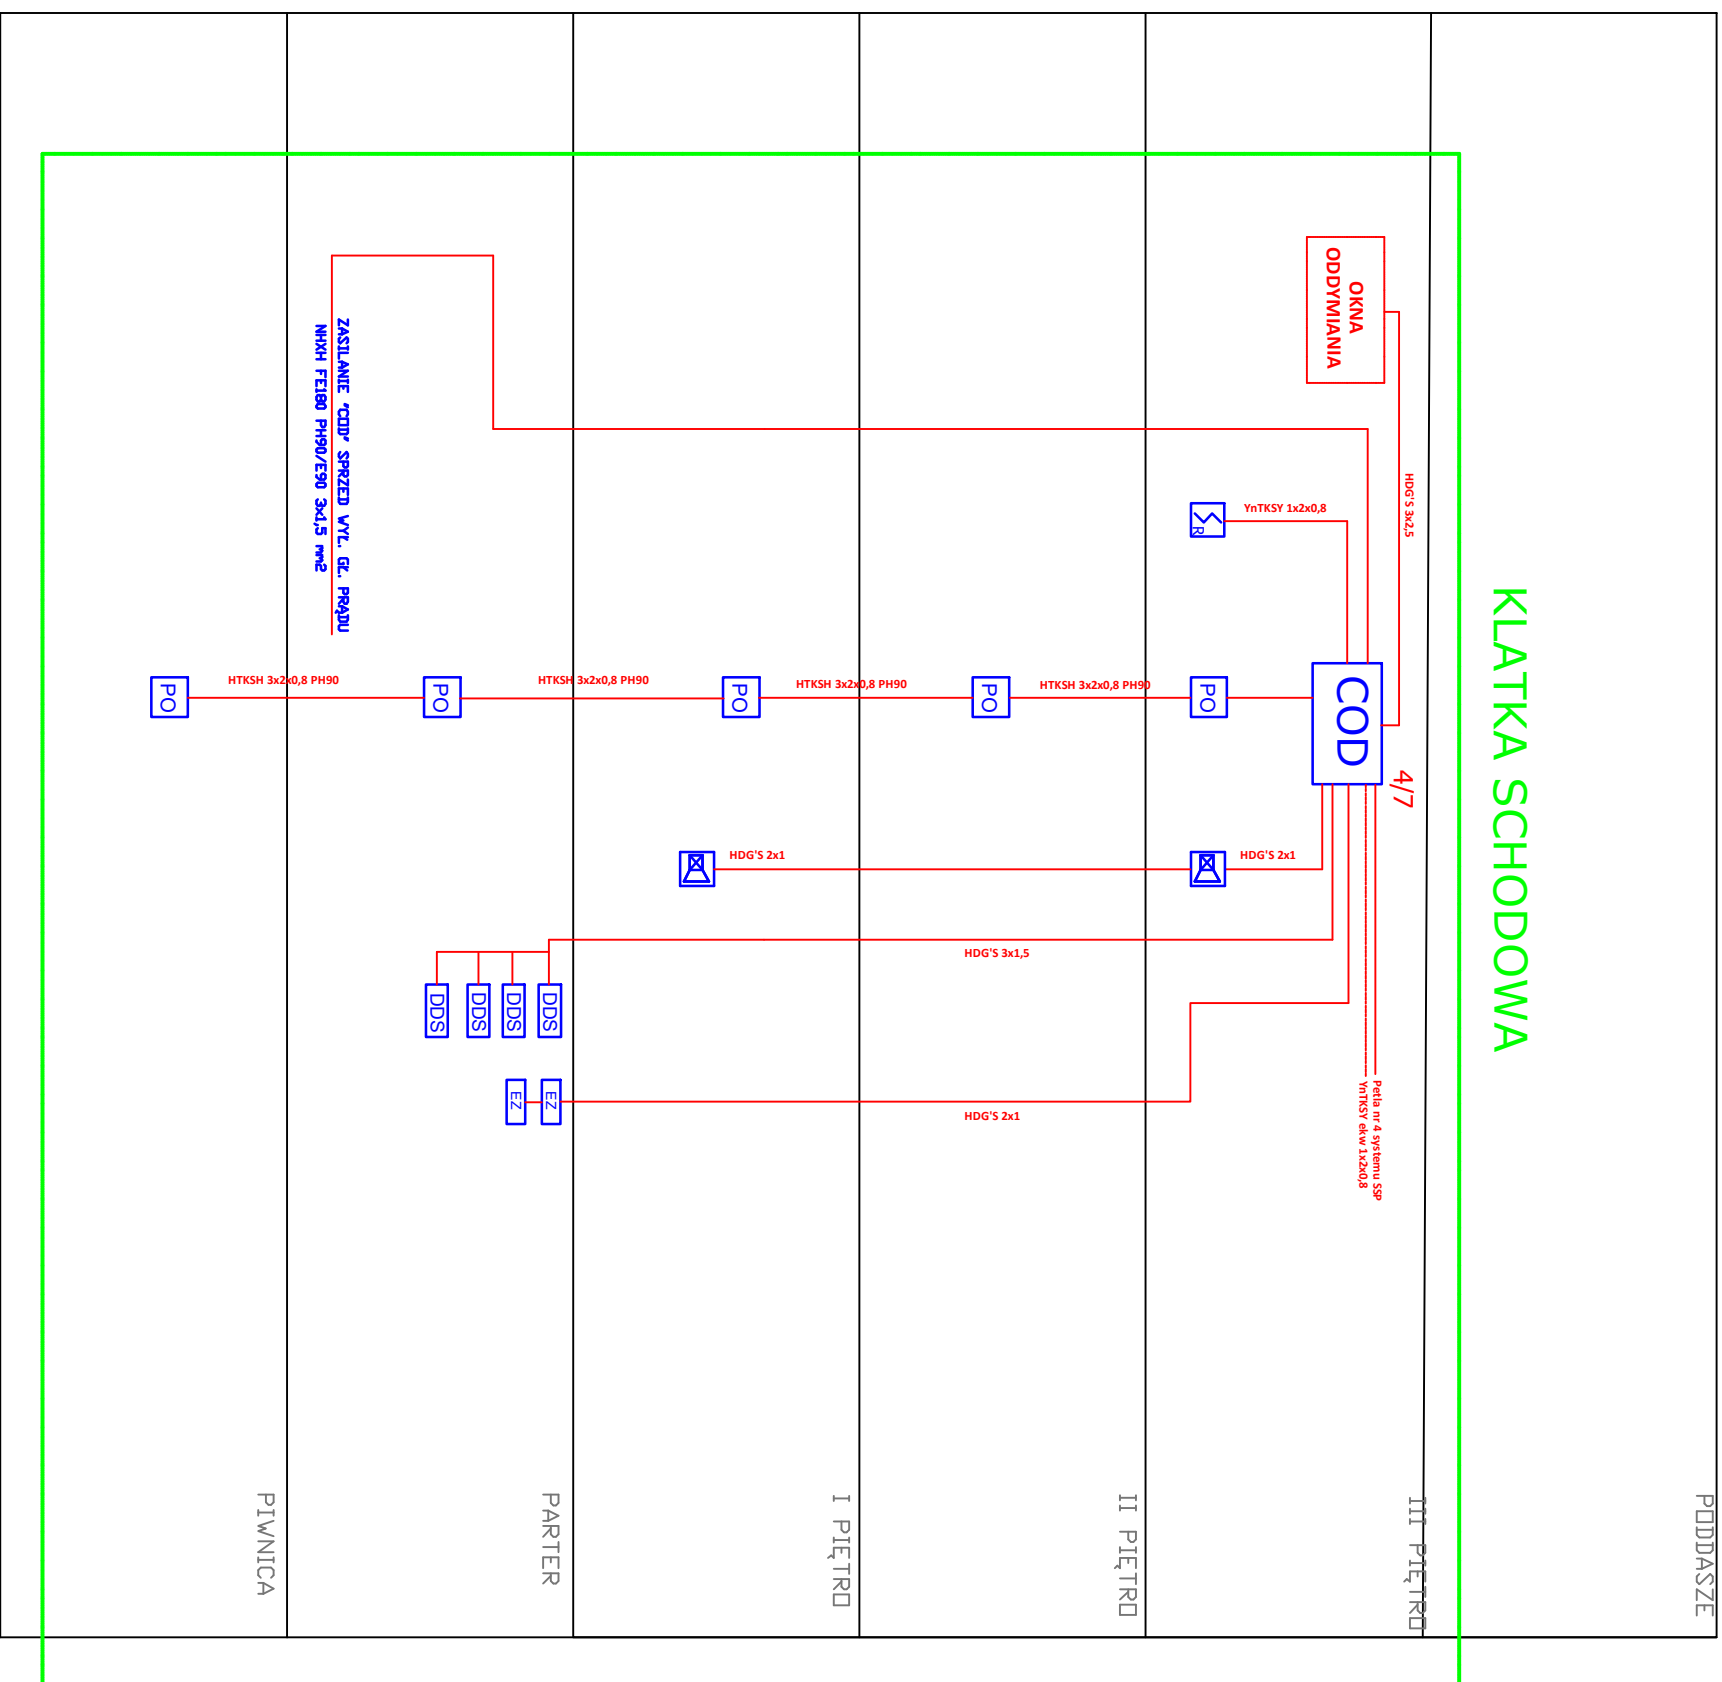 KLATKA SCHODOWA
PODDASZE
III PIĘTRO
II PIĘTRO
I PIĘTRO
PARTER
PIWNICA
OKNA
ODDYMIANIA
HDG'S 3x2,5
YnTKSY 1x2x0,8
R
COD
4/7
ZASILANIE "COD" SPRZED WYŁ. GŁ. PRĄDU
NHXH FE180 PH90/E90 3x1,5 mm2
PO
HTKSH 3x2x0,8 PH90
PO
HTKSH 3x2x0,8 PH90
PO
HTKSH 3x2x0,8 PH90
PO
HTKSH 3x2x0,8 PH90
PO
HDG'S 2x1
HDG'S 2x1
HDG'S 3x1,5
DDS
DDS
DDS
DDS
EZ
EZ
HDG'S 2x1
Petla nr 4 systemu SSP
YnTKSY ekw 1x2x0,8